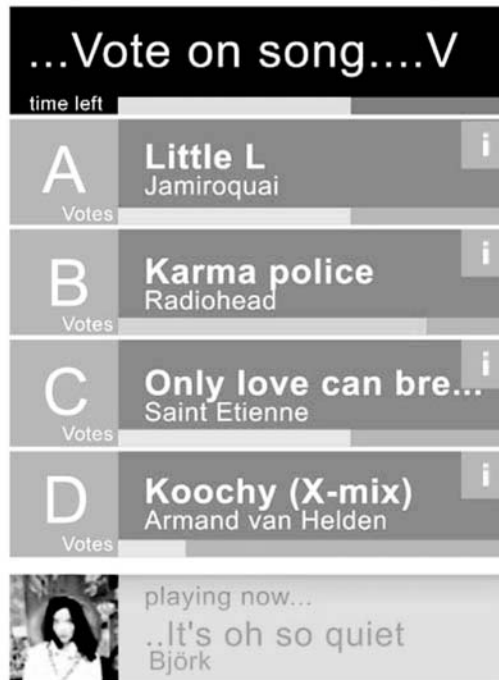 ...Vote on song....V
time left
A
Little L
i
Jamiroquai
Votes
B
Karma police
i
Radiohead
Votes
C
Only love can bre...
i
Saint Etienne
Votes
D
Koochy (X-mix)
i
Armand van Helden
Votes
playing now...
..It's oh so quiet
Björk